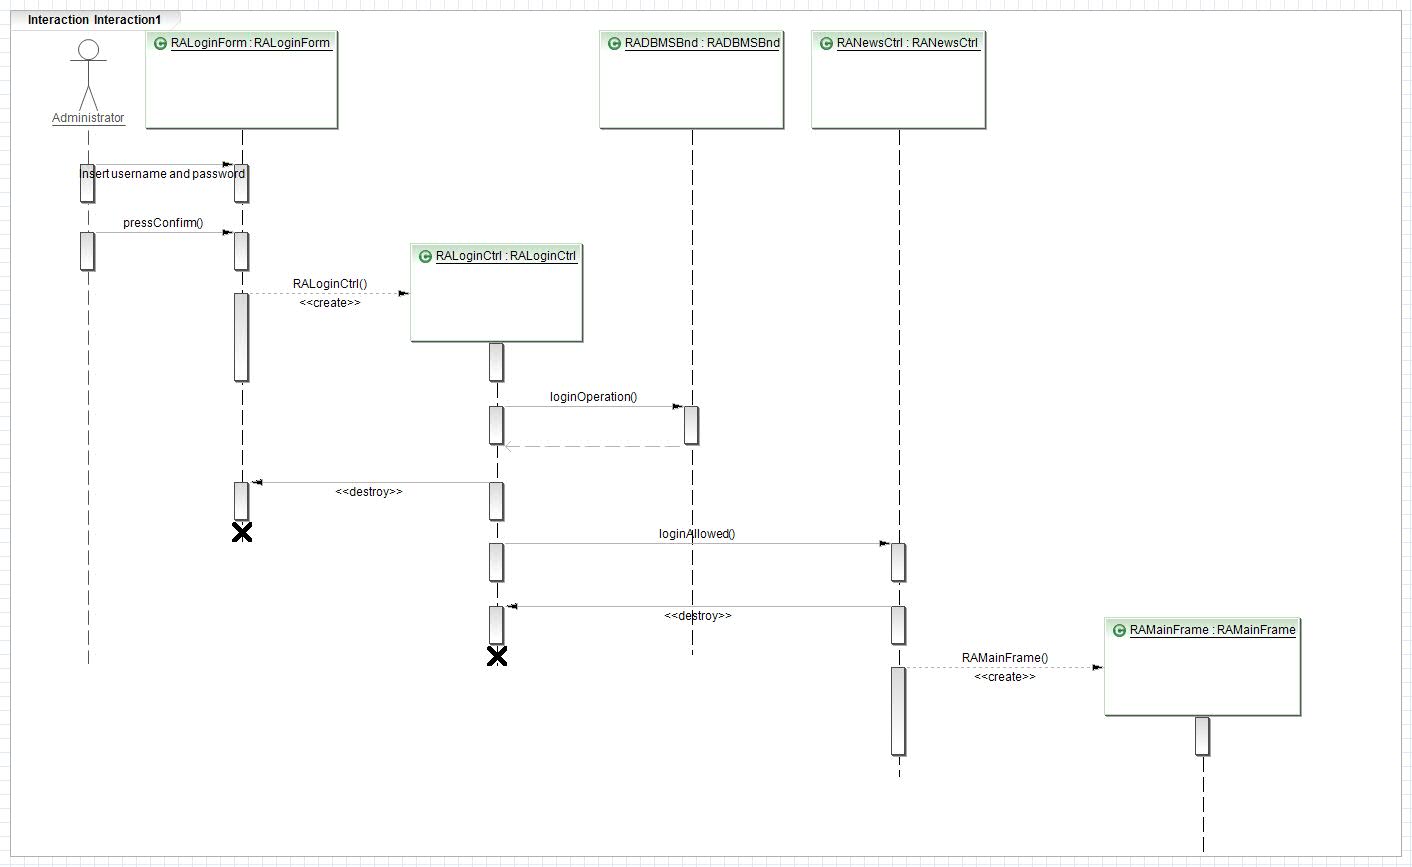 Interaction Interaction1
RALoginForm : RALoginForm
RADBMSBnd : RADBMSBnd
RANewsCtrl : RANewsCtrl
Administrator
Insert username and password
pressConfirm()
RALoginCtrl : RALoginCtrl
RALoginCtrl()
<<create>>
loginOperation()
<<destroy>>
loginAllowed()
<<destroy>>
RAMainFrame : RAMainFrame
RAMainFrame()
<<create>>